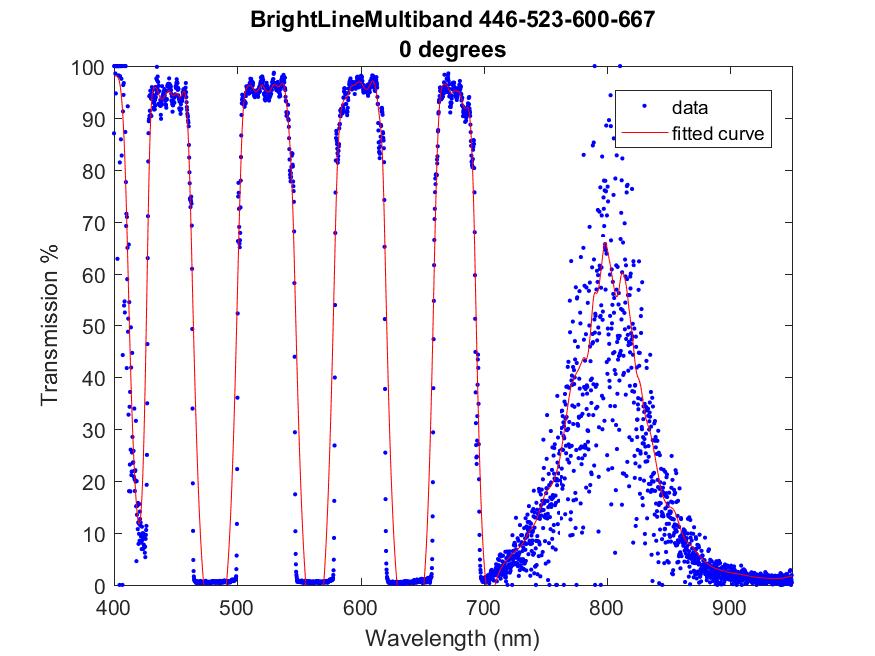 BrightLineMultiband 446-523-600-667
0 degrees
100
90
80
70
60
50
40
30
20
10
0
Transmission %
data
fitted curve
400
500
600
700
800
900
Wavelength (nm)